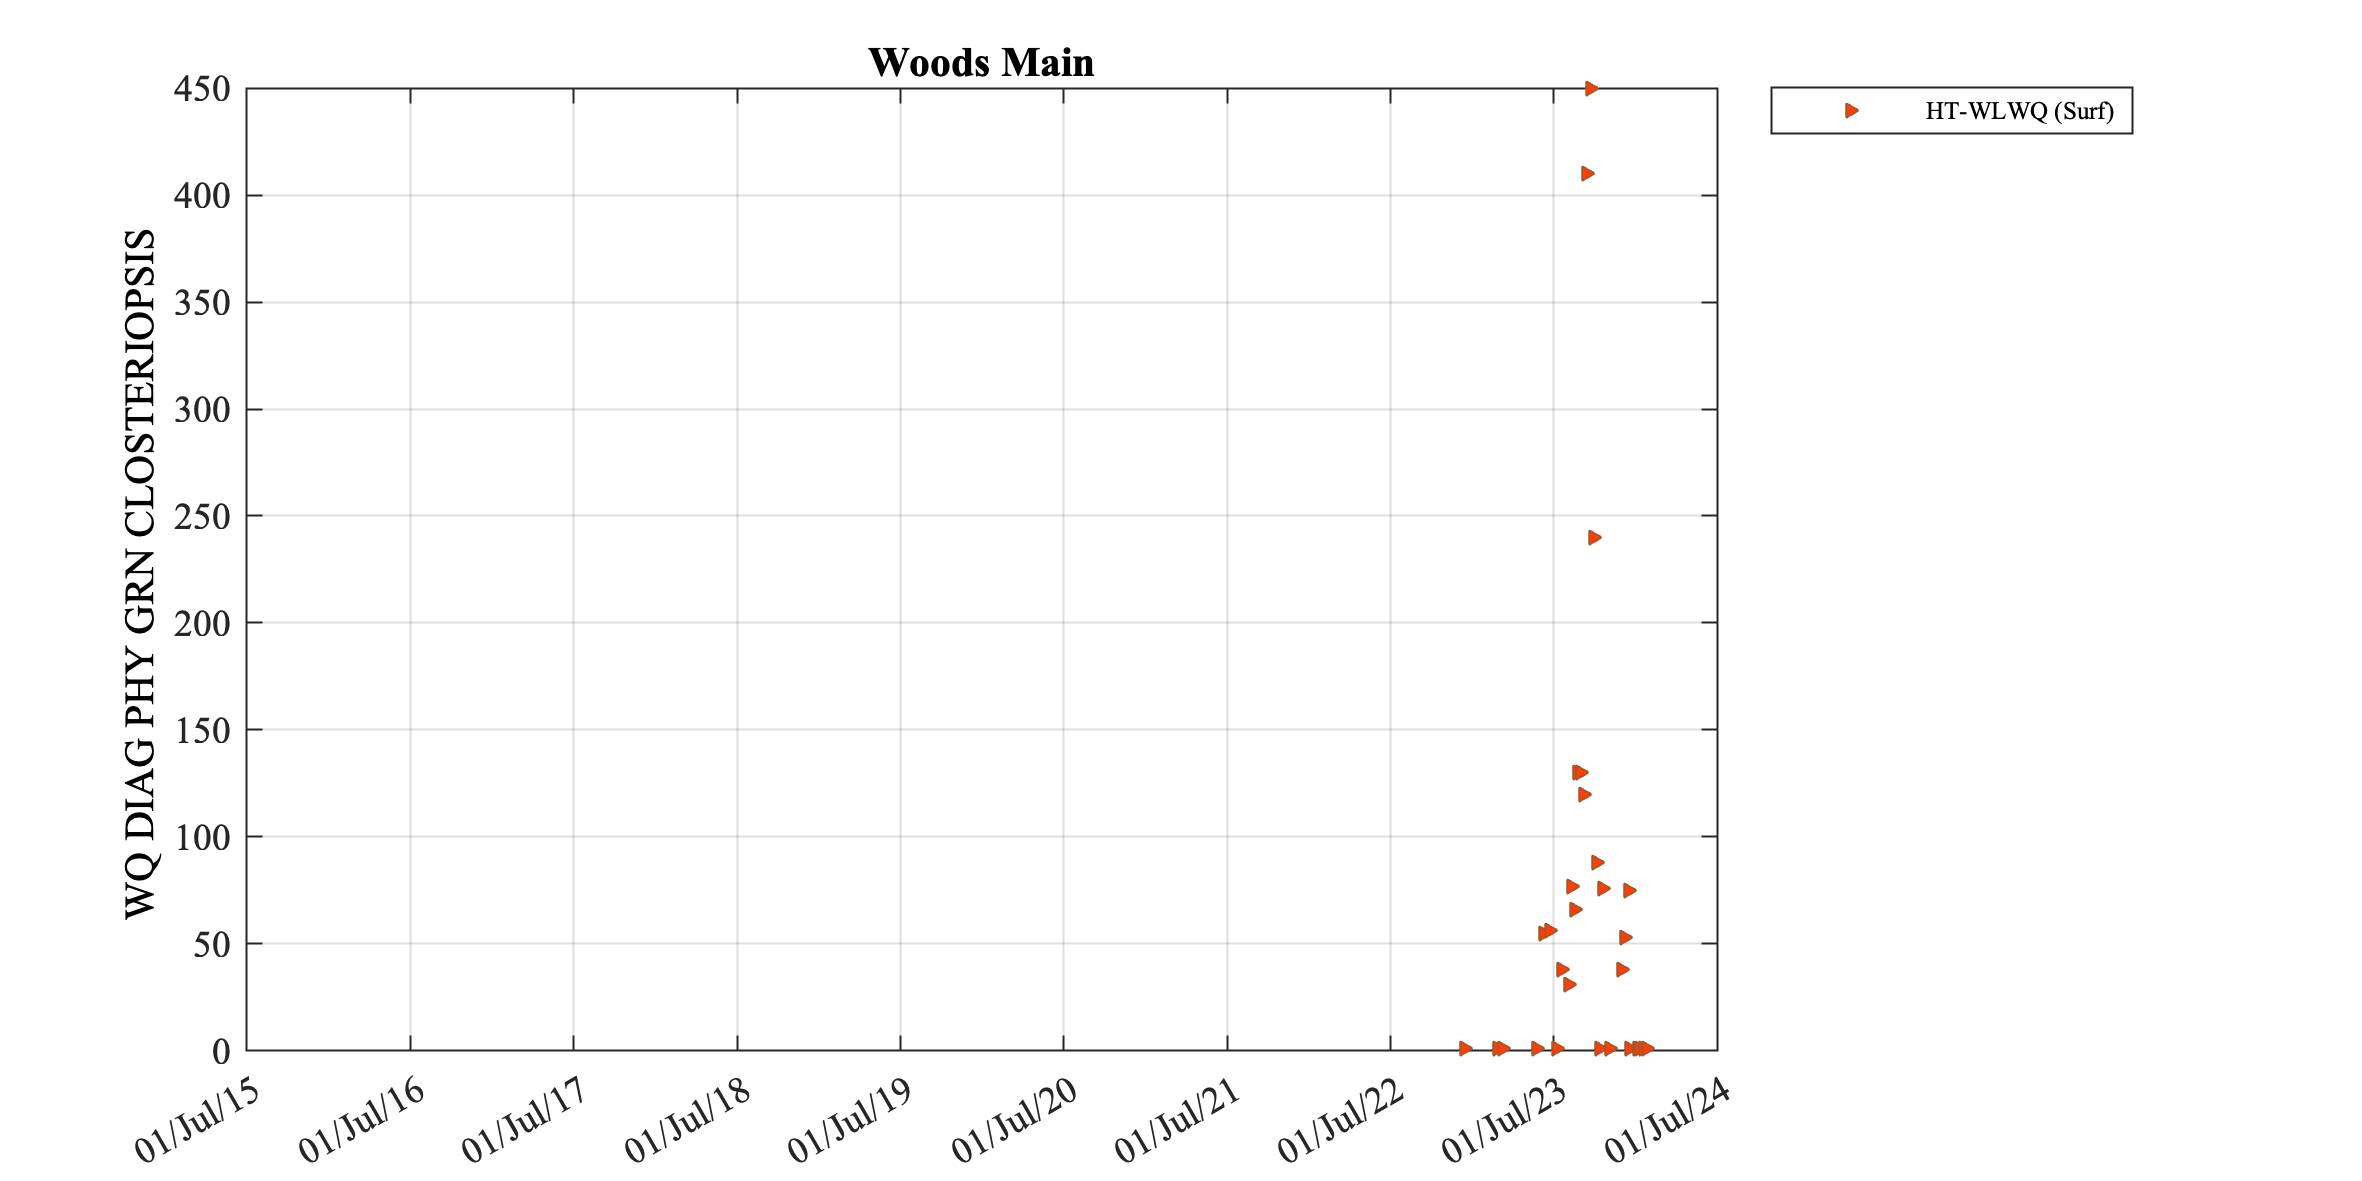 Woods Main
HT-WLWQ (Surf)
WQ DIAG PHY GRN CLOSTERIOPSIS
450
400
350
300
250
200
150
100
50
0
01/Jul/15
01/Jul/16
01/Jul/17
01/Jul/18
01/Jul/19
01/Jul/20
01/Jul/21
01/Jul/22
01/Jul/23
01/Jul/24